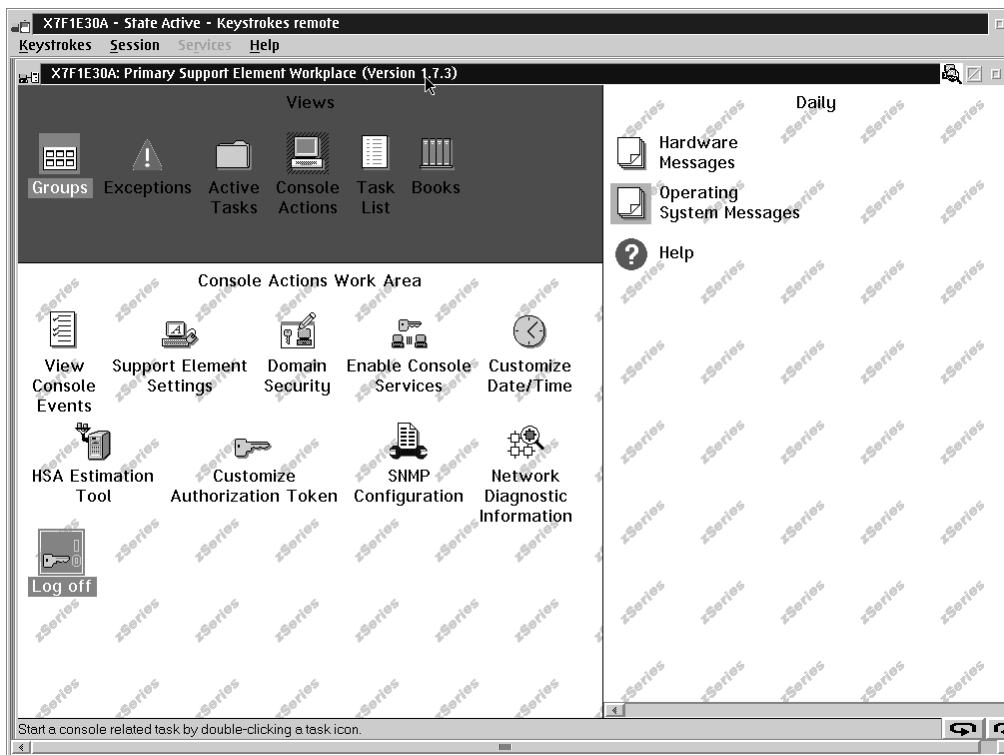 X7F1E30A - State Active - Keystrokes remote
Keystrokes Session Services Help
X7F1E30A: Primary Support Element Workplace (Version 1.7.3)
Views
Groups
Exceptions
Active
Tasks
Console
Actions
Task
List
Books
Console Actions Work Area
View
Console
Events
Support Element
Settings
Domain
Security
Enable Console
Services
Customize
Date/Time
HSA Estimation
Tool
Customize
Authorization Token
SNMP
Configuration
Network
Diagnostic
Information
Log off
Daily
Hardware
Messages
Operating
System Messages
Help
zSeries
Start a console related task by double-clicking a task icon.